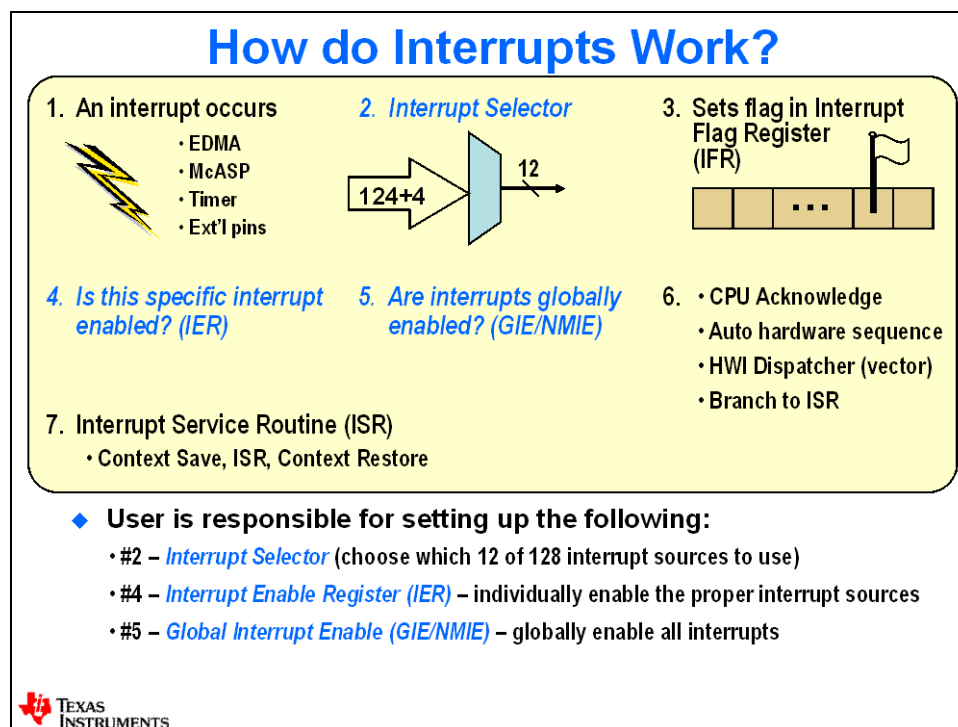 How do Interrupts Work?
1. An interrupt occurs
• EDMA
• McASP
• Timer
• Ext'l pins
2. Interrupt Selector
124+4
12
3. Sets flag in Interrupt
Flag Register
(IFR)
• • •
4. Is this specific interrupt
enabled? (IER)
5. Are interrupts globally
enabled? (GIE/NMIE)
6. • CPU Acknowledge
• Auto hardware sequence
• HWI Dispatcher (vector)
• Branch to ISR
7. Interrupt Service Routine (ISR)
• Context Save, ISR, Context Restore
◆ User is responsible for setting up the following:
• #2 – Interrupt Selector (choose which 12 of 128 interrupt sources to use)
• #4 – Interrupt Enable Register (IER) – individually enable the proper interrupt sources
• #5 – Global Interrupt Enable (GIE/NMIE) – globally enable all interrupts
TEXAS
INSTRUMENTS